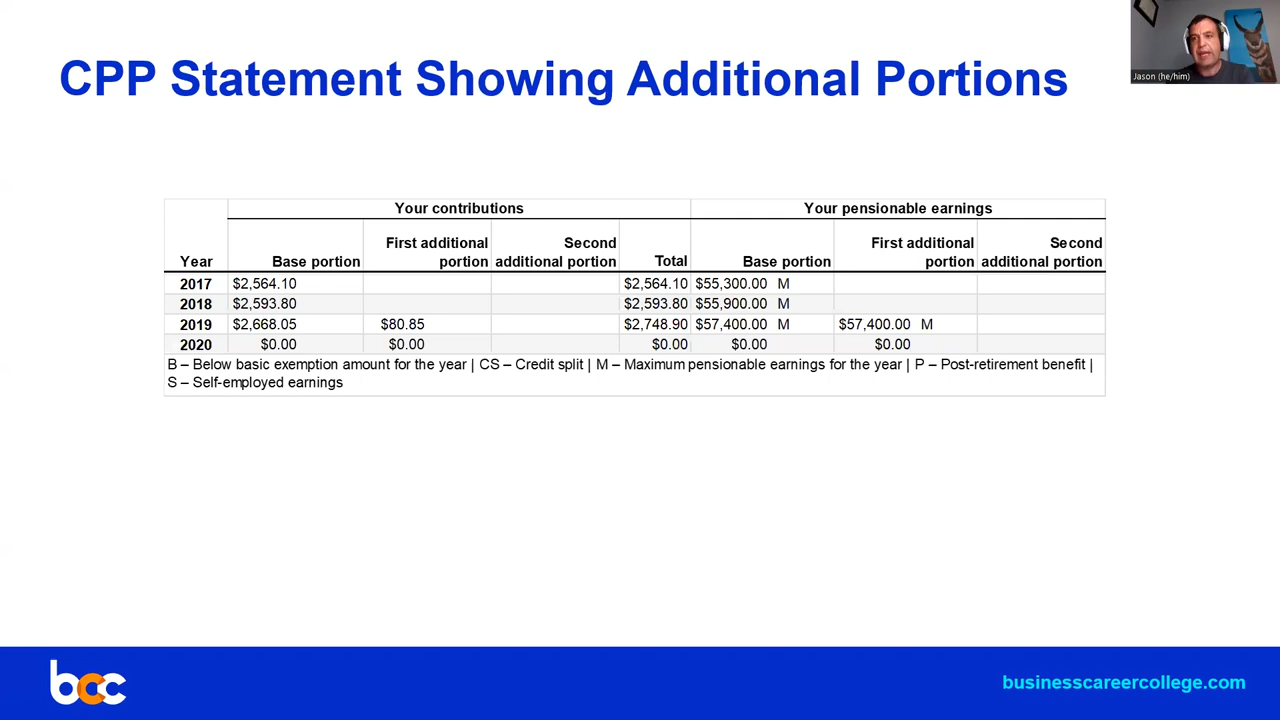 CPP Statement Showing Additional Portions
Jason (he/him)
Your contributions Your pensionable earnings
Year Base portion First additional portion Second additional portion Total Base portion First additional portion Second additional portion
2017 $2,564.10 $2,564.10 $55,300.00 M
2018 $2,593.80 $2,593.80 $55,900.00 M
2019 $2,668.05 $80.85 $2,748.90 $57,400.00 M $57,400.00 M
2020 $0.00 $0.00 $0.00 $0.00 $0.00
B – Below basic exemption amount for the year | CS – Credit split | M – Maximum pensionable earnings for the year | P – Post-retirement benefit |
S – Self-employed earnings
bcc
businesscareercollege.com